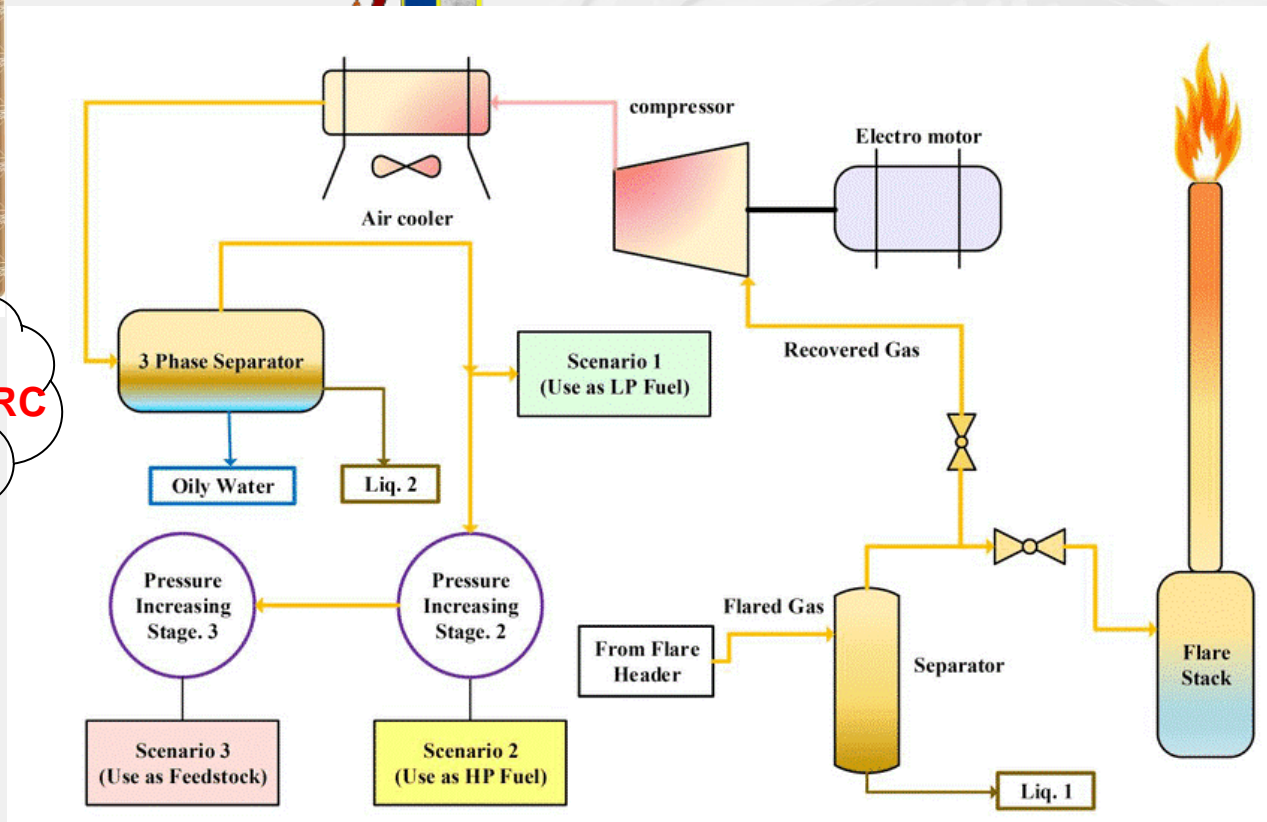 compressor
Electro motor
Air cooler
3 Phase Separator
Scenario 1
(Use as LP Fuel)
Recovered Gas
RC
Oily Water
Liq. 2
Pressure
Increasing
Stage. 3
Pressure
Increasing
Stage. 2
Flared Gas
From Flare
Header
Separator
Flare
Stack
Scenario 3
(Use as Feedstock)
Scenario 2
(Use as HP Fuel)
Liq. 1